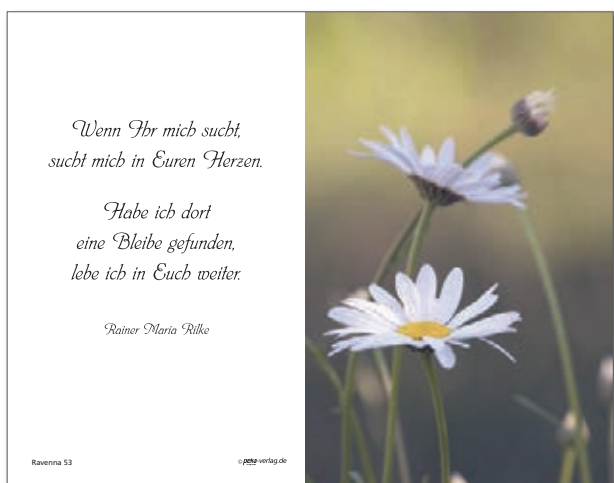 Wenn Ihr mich sucht,
sucht mich in Euren Herzen.
Habe ich dort
eine Bleibe gefunden,
lebe ich in Euch weiter.
Rainer Maria Rilke
Ravenna 53
© peka-verlag.de